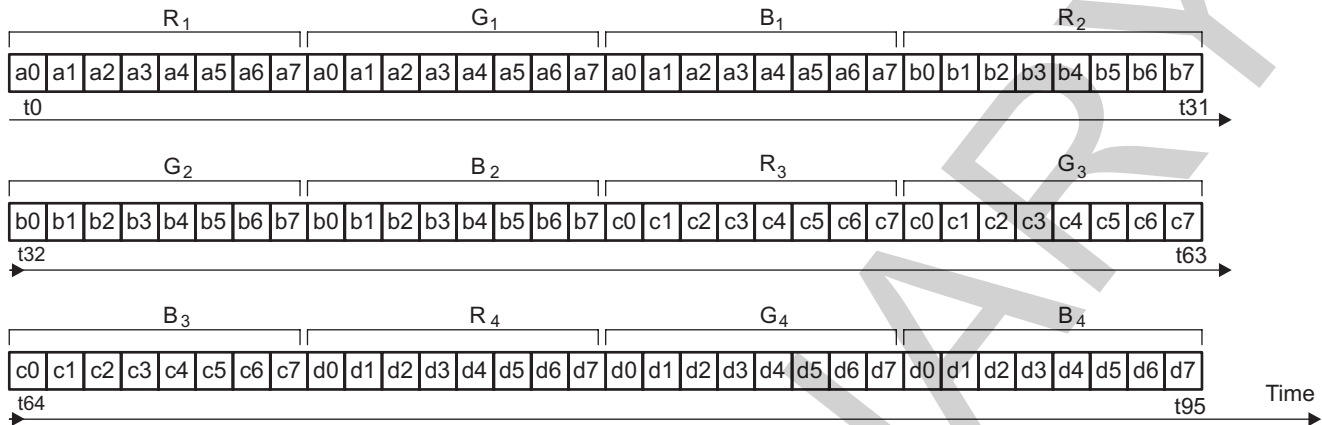 R1 G1 B1 R2
a0 a1 a2 a3 a4 a5 a6 a7 a0 a1 a2 a3 a4 a5 a6 a7 a0 a1 a2 a3 a4 a5 a6 a7 b0 b1 b2 b3 b4 b5 b6 b7
t0 t31
G2 B2 R3 G3
b0 b1 b2 b3 b4 b5 b6 b7 b0 b1 b2 b3 b4 b5 b6 b7 c0 c1 c2 c3 c4 c5 c6 c7 c0 c1 c2 c3 c4 c5 c6 c7
t32 t63
B3 R4 G4 B4
c0 c1 c2 c3 c4 c5 c6 c7 d0 d1 d2 d3 d4 d5 d6 d7 d0 d1 d2 d3 d4 d5 d6 d7 d0 d1 d2 d3 d4 d5 d6 d7
t64 t95 Time